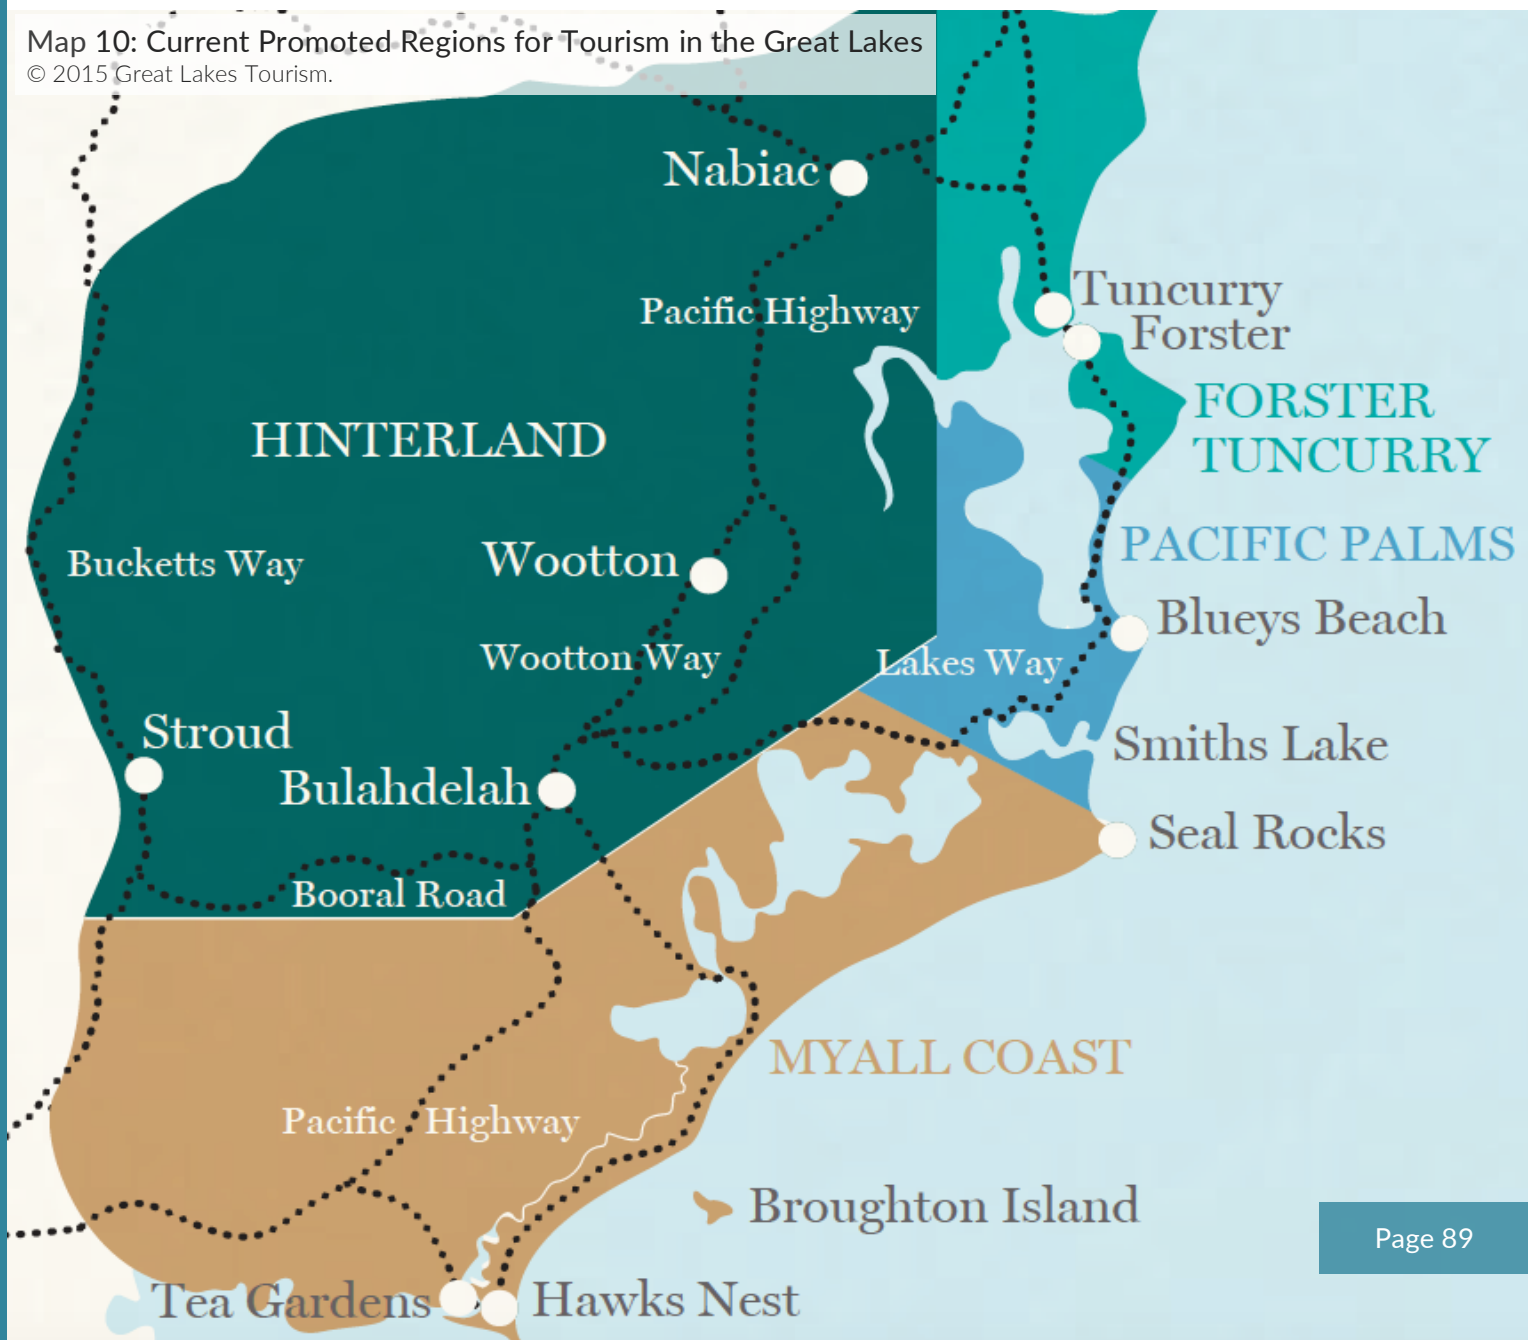 Map 10: Current Promoted Regions for Tourism in the Great Lakes
© 2015 Great Lakes Tourism.
Nabiac
Tuncurry
Pacific Highway
Forster
FORSTER
TUNCURRY
HINTERLAND
PACIFIC PALMS
Wootton
Bucketts Way
Blueys Beach
Wootton Way
Lakes Way
Stroud
Smiths Lake
Bulahdelah
Seal Rocks
Booral Road
MYALL COAST
Pacific Highway
Broughton Island
Page 89
Tea Gardens
Hawks Nest